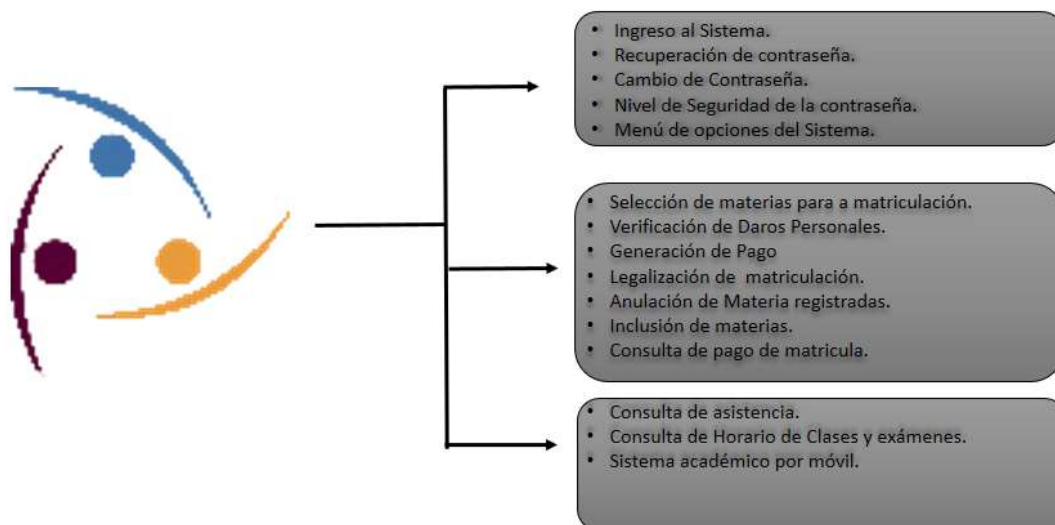 • Ingreso al Sistema.
• Recuperación de contraseña.
• Cambio de Contraseña.
• Nivel de Seguridad de la contraseña.
• Menú de opciones del Sistema.
• Selección de materias para a matriculación.
• Verificación de Daros Personales.
• Generación de Pago
• Legalización de matriculación.
• Anulación de Materia registradas.
• Inclusión de materias.
• Consulta de pago de matricula.
• Consulta de asistencia.
• Consulta de Horario de Clases y exámenes.
• Sistema académico por móvil.